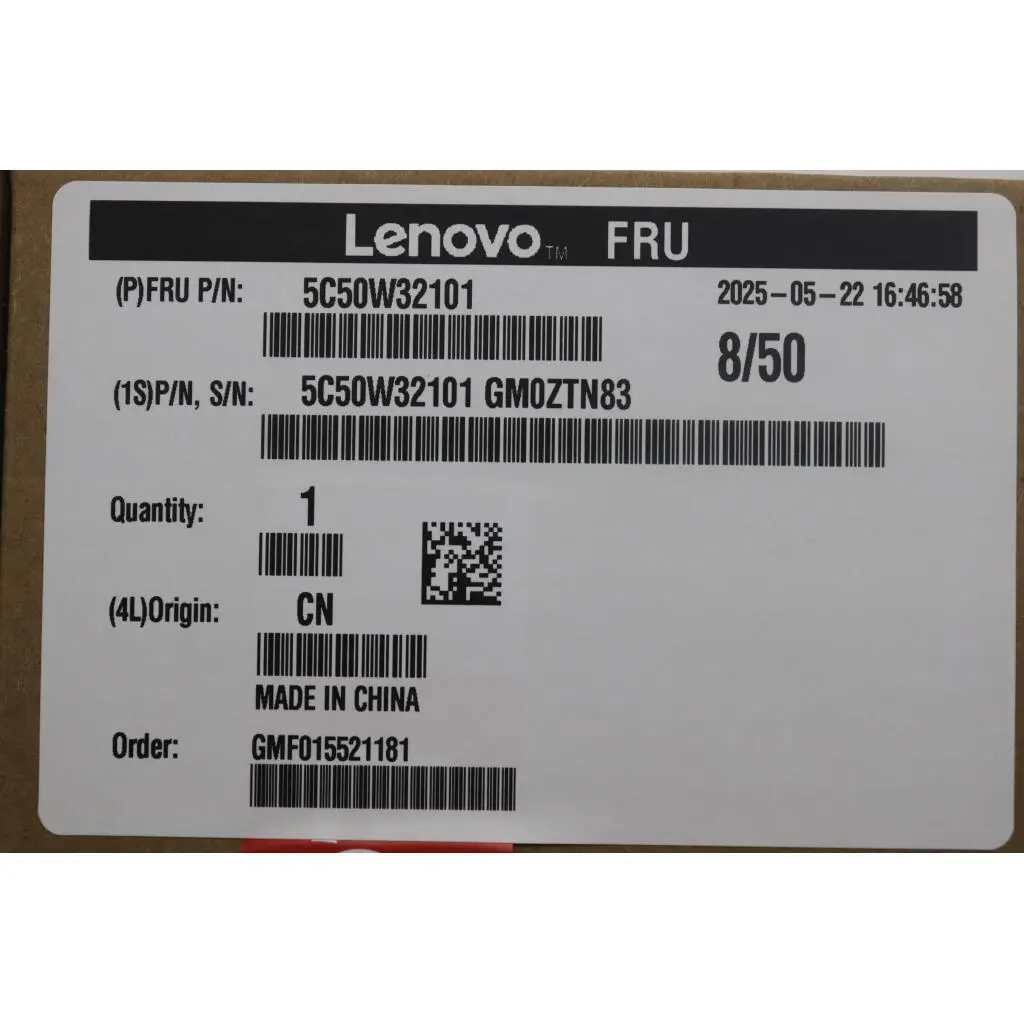 Lenovo™ FRU
(P)FRU P/N: 5C50W32101 2025-05-22 16:46:58
8/50
(1S)P/N, S/N: 5C50W32101 GM0ZTN83
Quantity: 1
(4L)Origin: CN
MADE IN CHINA
Order: GMF015521181